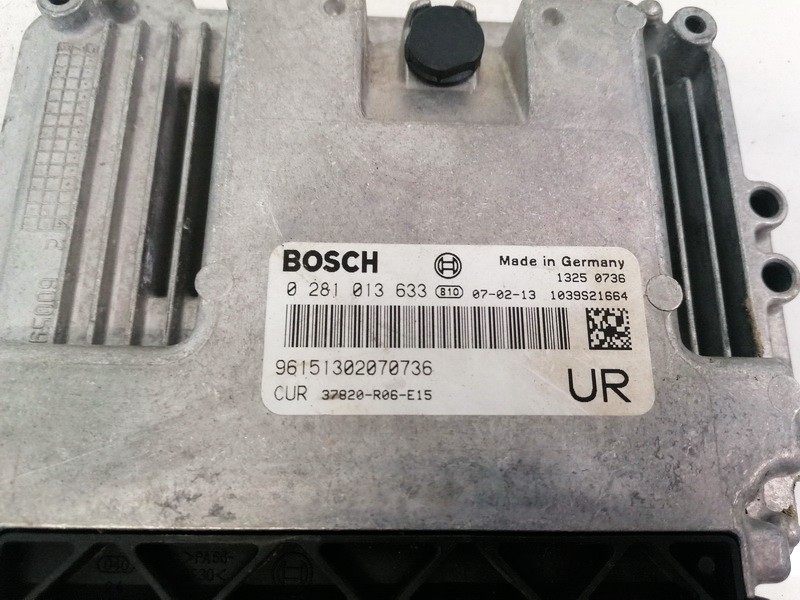 BOSCH Made in Germany
1325 0736
0 281 013 633 810 07-02-13 1039S21664
96151302070736
CUR 37820-R06-E15 UR
>PA66-